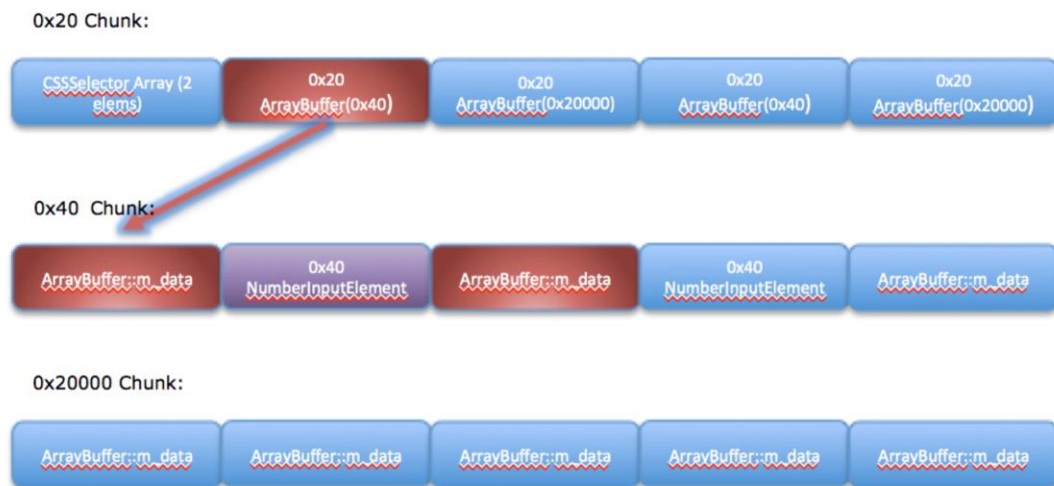 0x20 Chunk:
CSSSelector Array (2
elems)
0x20
ArrayBuffer(0x40)
0x20
ArrayBuffer(0x20000)
0x20
ArrayBuffer(0x40)
0x20
ArrayBuffer(0x20000)
0x40 Chunk:
ArrayBuffer::m_data
0x40
NumberInputElement
ArrayBuffer::m_data
0x40
NumberInputElement
ArrayBuffer::m_data
0x20000 Chunk:
ArrayBuffer::m_data
ArrayBuffer::m_data
ArrayBuffer::m_data
ArrayBuffer::m_data
ArrayBuffer::m_data